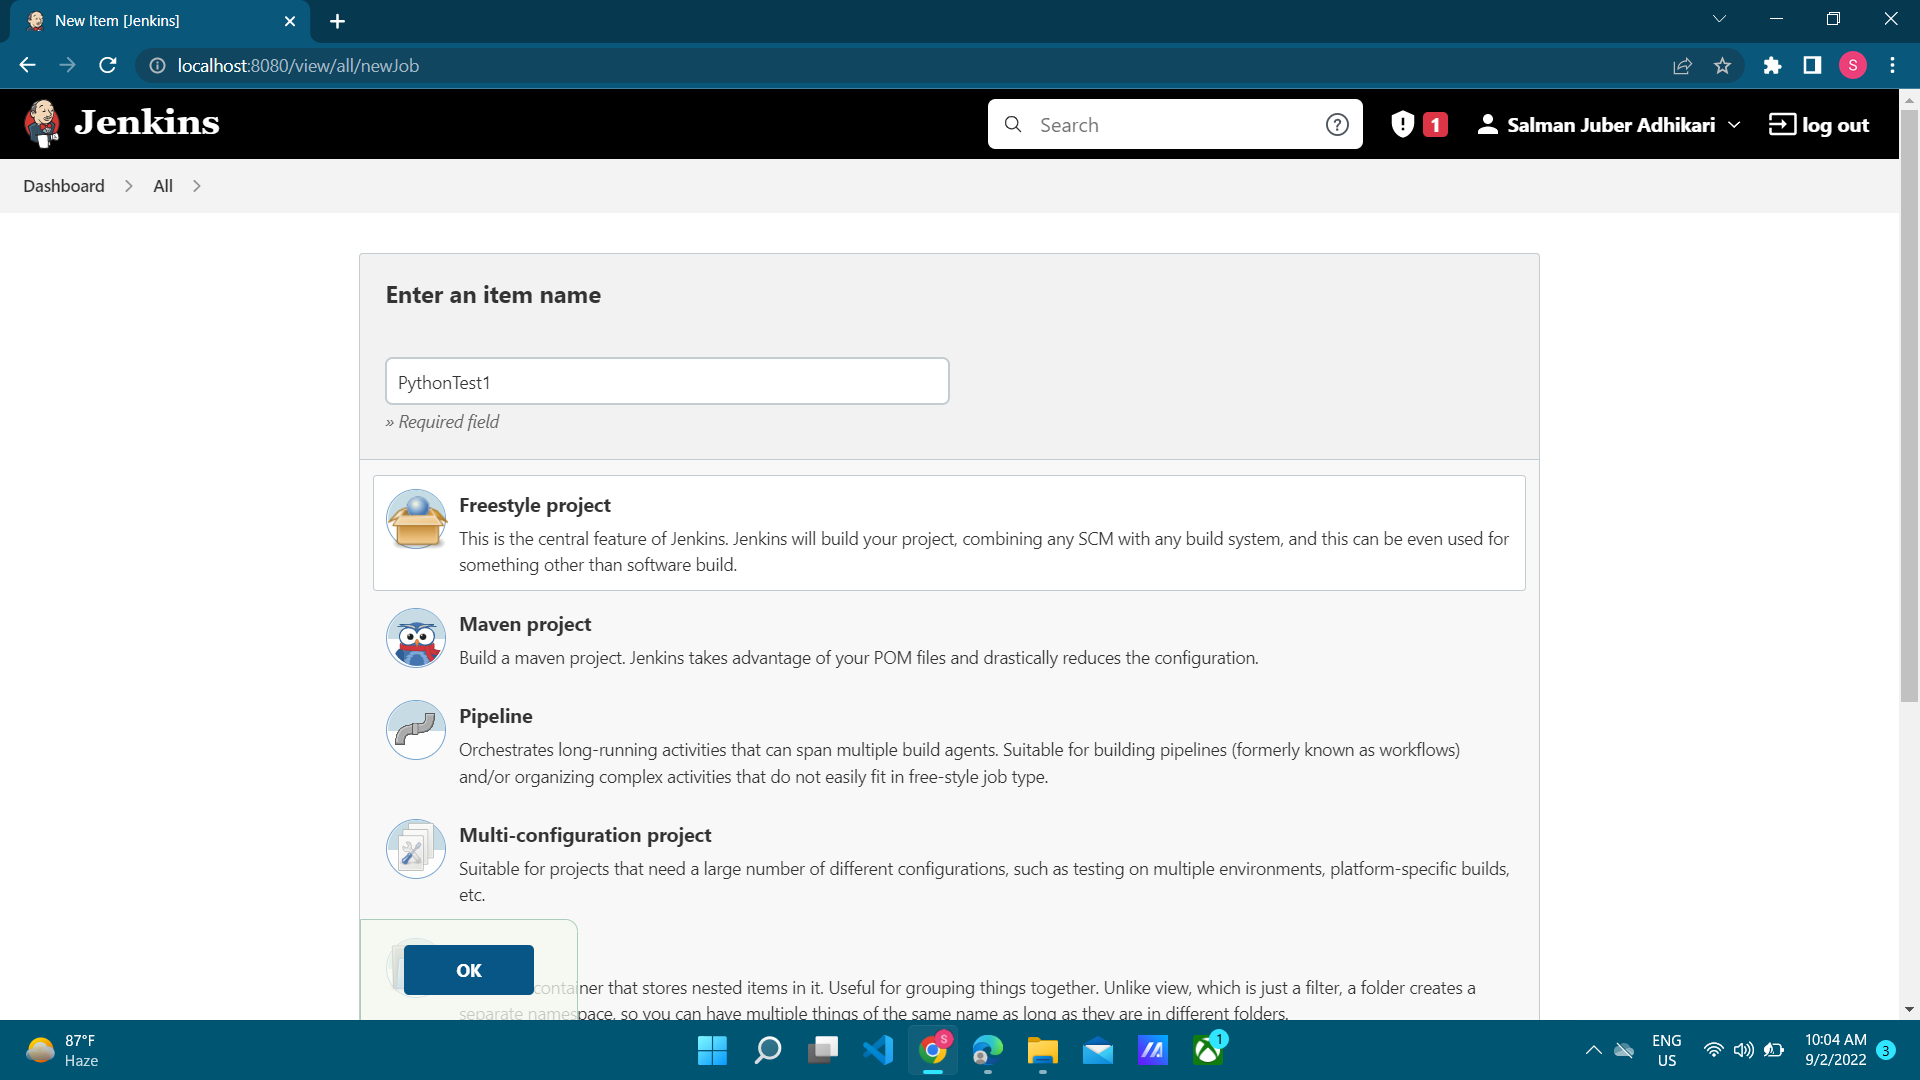 New Item [Jenkins]
localhost:8080/view/all/newJob
S
Jenkins
Search
1
Salman Juber Adhikari
log out
Dashboard
All
Enter an item name
PythonTest1
» Required field
Freestyle project
This is the central feature of Jenkins. Jenkins will build your project, combining any SCM with any build system, and this can be even used for
something other than software build.
Maven project
Build a maven project. Jenkins takes advantage of your POM files and drastically reduces the configuration.
Pipeline
Orchestrates long-running activities that can span multiple build agents. Suitable for building pipelines (formerly known as workflows)
and/or organizing complex activities that do not easily fit in free-style job type.
Multi-configuration project
Suitable for projects that need a large number of different configurations, such as testing on multiple environments, platform-specific builds,
etc.
OK
container that stores nested items in it. Useful for grouping things together. Unlike view, which is just a filter, a folder creates a
separate namespace, so you can have multiple things of the same name as long as they are in different folders.
87°F
Haze
S
1
ENG
US
10:04 AM
9/2/2022
3